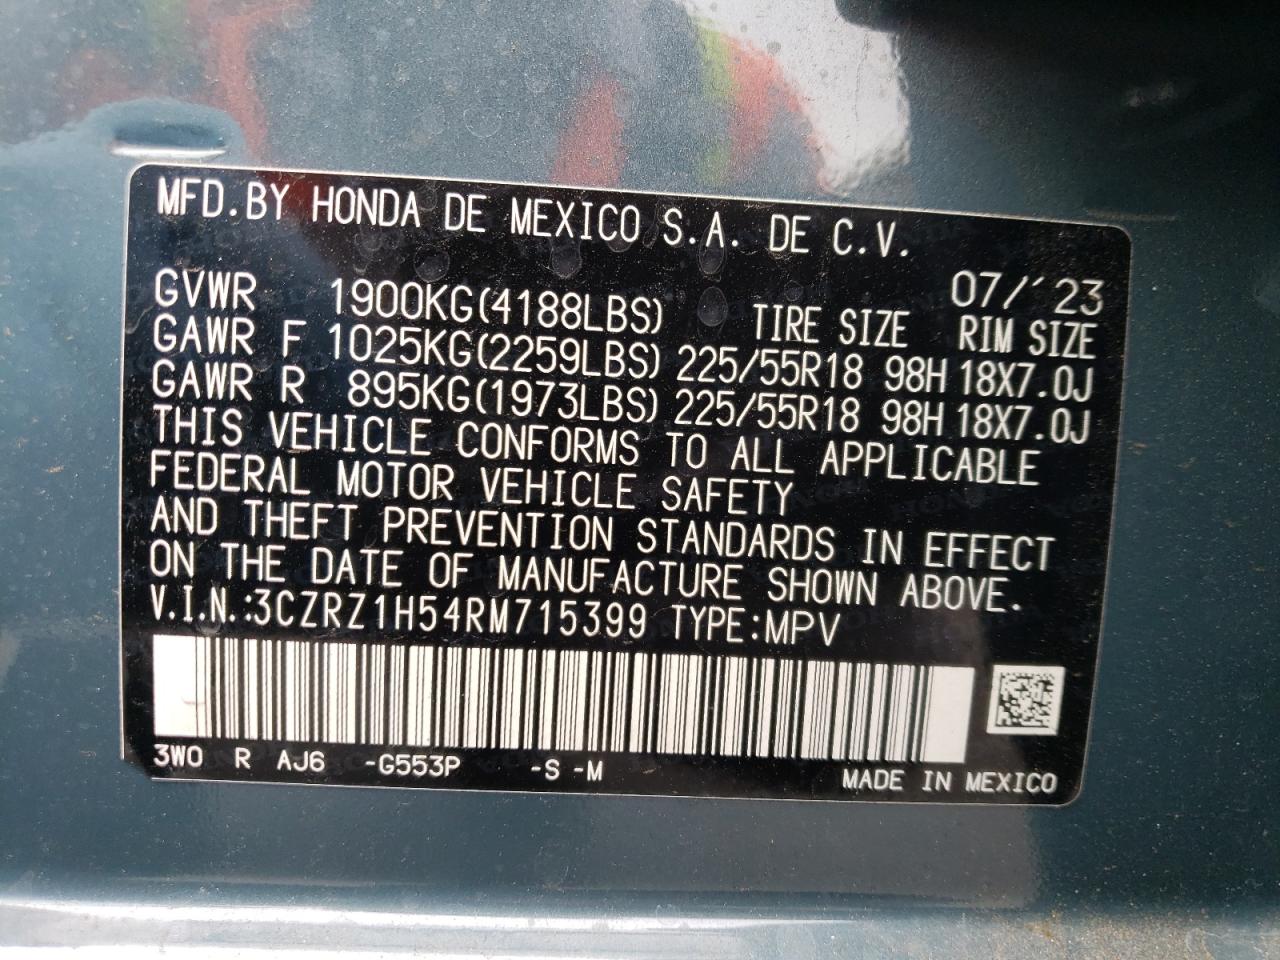 MFD.BY HONDA DE MEXICO S.A. DE C.V.
07/´23
GVWR 1900KG(4188LBS) TIRE SIZE RIM SIZE
GAWR F 1025KG(2259LBS) 225/55R18 98H 18X7.0J
GAWR R 895KG(1973LBS) 225/55R18 98H 18X7.0J
THIS VEHICLE CONFORMS TO ALL APPLICABLE
FEDERAL MOTOR VEHICLE SAFETY
AND THEFT PREVENTION STANDARDS IN EFFECT
ON THE DATE OF MANUFACTURE SHOWN ABOVE.
V.I.N.:3CZRZ1H54RM715399 TYPE:MPV
3W0 R AJ6 -G553P -S -M
MADE IN MEXICO